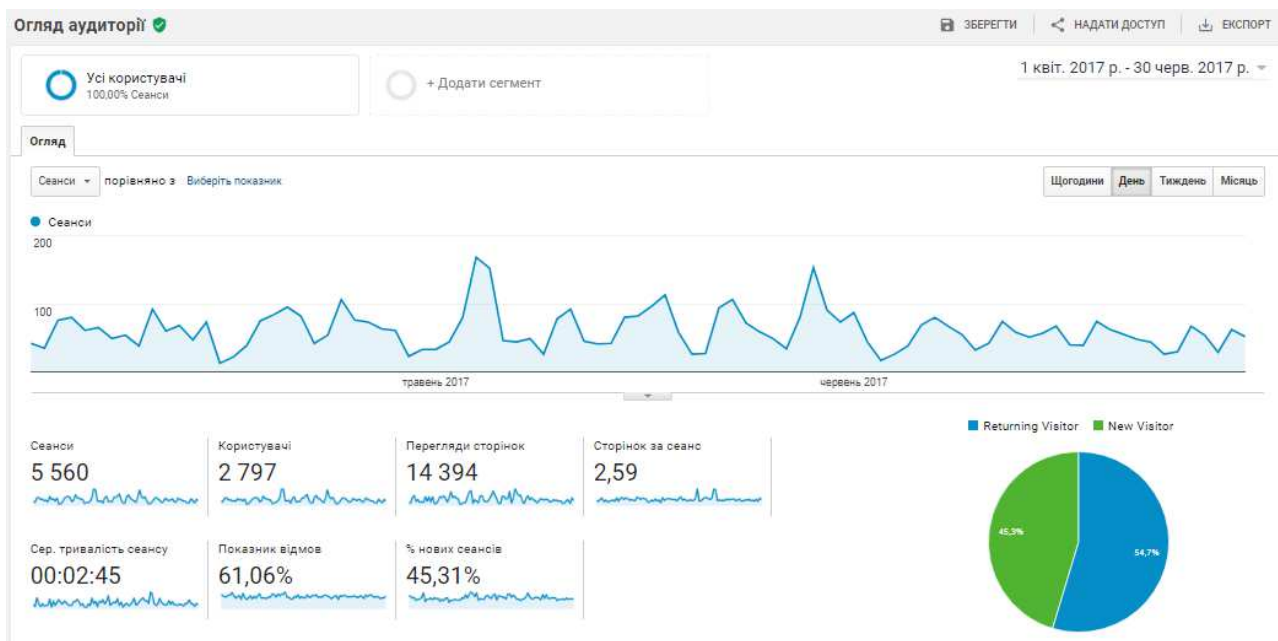 Огляд аудиторії
ЗБЕРЕГТИ
НАДАТИ ДОСТУП
ЕКСПОРТ
Усі користувачі
100,00% Сеанси
+ Додати сегмент
1 квіт. 2017 р. - 30 черв. 2017 р.
Огляд
Сеанси порівняно з Виберіть показник
Щогодини День Тиждень Місяць
Сеанси
200
100
травень 2017 червень 2017
Returning Visitor New Visitor
Сеанси
5 560
Користувачі
2 797
Перегляди сторінок
14 394
Сторінок за сеанс
2,59
Сер. тривалість сеансу
00:02:45
Показник відмов
61,06%
% нових сеансів
45,31%
45,3%
54,7%